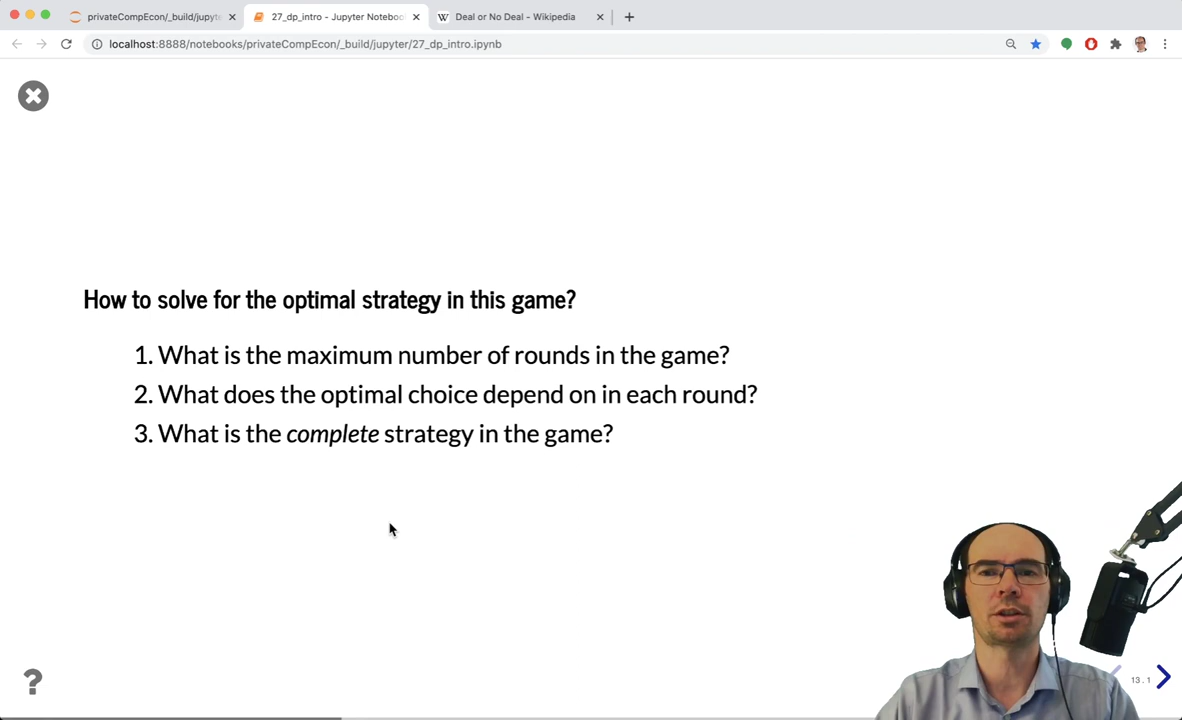 privateCompEcon/_build/jupyte
27_dp_intro - Jupyter Noteboo
W Deal or No Deal - Wikipedia
localhost:8888/notebooks/privateCompEcon/_build/jupyter/27_dp_intro.ipynb
How to solve for the optimal strategy in this game?
1. What is the maximum number of rounds in the game?
2. What does the optimal choice depend on in each round?
3. What is the complete strategy in the game?
?
13.1